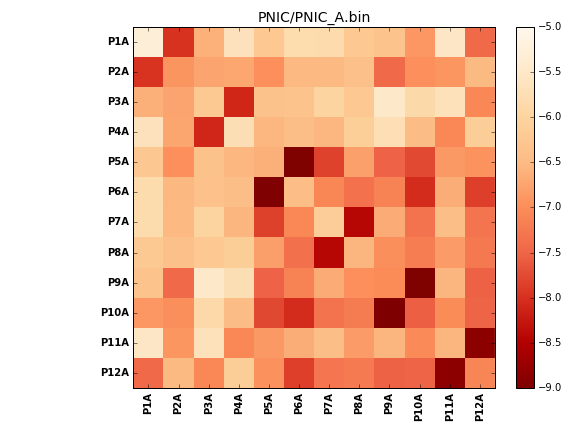 PNIC/PNIC_A.bin
P1A
P2A
P3A
P4A
P5A
P6A
P7A
P8A
P9A
P10A
P11A
P12A
P1A P2A P3A P4A P5A P6A P7A P8A P9A P10A P11A P12A
−5.0
−5.5
−6.0
−6.5
−7.0
−7.5
−8.0
−8.5
−9.0